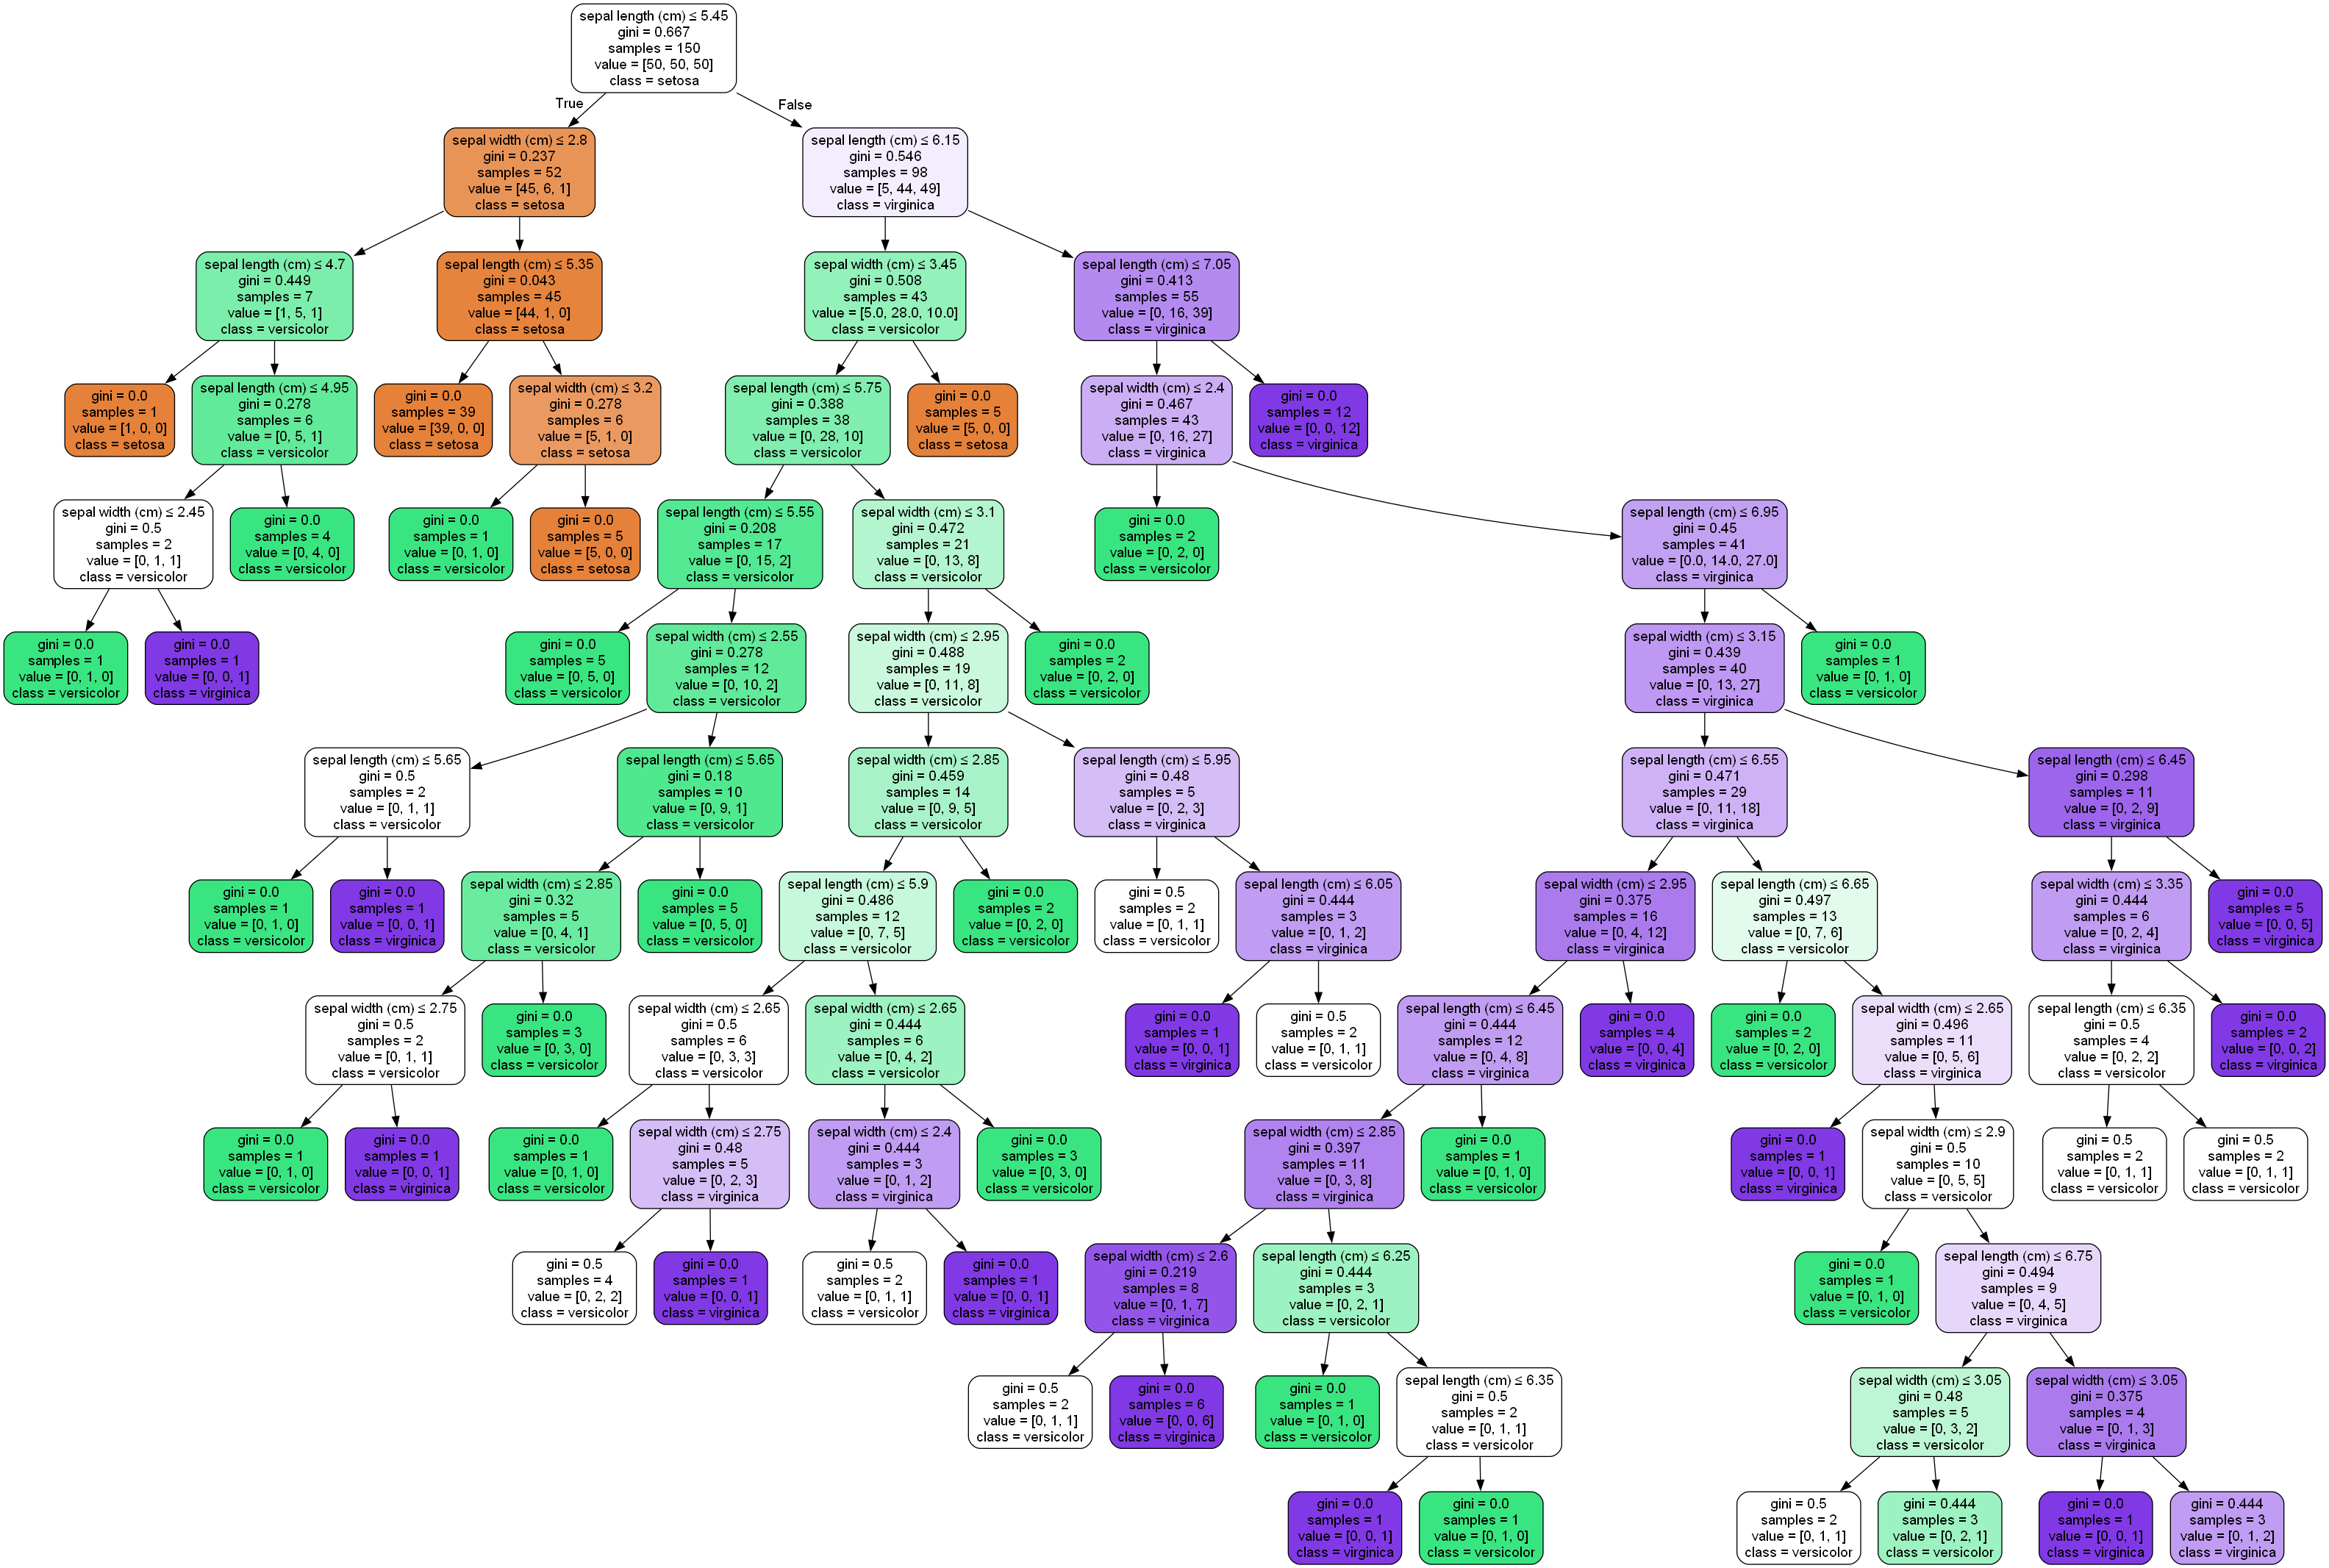 sepal length (cm) ≤ 5.45
gini = 0.667
samples = 150
value = [50, 50, 50]
class = setosa
True
False
sepal width (cm) ≤ 2.8
gini = 0.237
samples = 52
value = [45, 6, 1]
class = setosa
sepal length (cm) ≤ 6.15
gini = 0.546
samples = 98
value = [5, 44, 49]
class = virginica
sepal length (cm) ≤ 4.7
gini = 0.449
samples = 7
value = [1, 5, 1]
class = versicolor
sepal length (cm) ≤ 5.35
gini = 0.043
samples = 45
value = [44, 1, 0]
class = setosa
sepal width (cm) ≤ 3.45
gini = 0.508
samples = 43
value = [5.0, 28.0, 10.0]
class = versicolor
sepal length (cm) ≤ 7.05
gini = 0.413
samples = 55
value = [0, 16, 39]
class = virginica
gini = 0.0
samples = 1
value = [1, 0, 0]
class = setosa
sepal length (cm) ≤ 4.95
gini = 0.278
samples = 6
value = [0, 5, 1]
class = versicolor
gini = 0.0
samples = 39
value = [39, 0, 0]
class = setosa
sepal width (cm) ≤ 3.2
gini = 0.278
samples = 6
value = [5, 1, 0]
class = setosa
sepal length (cm) ≤ 5.75
gini = 0.388
samples = 38
value = [0, 28, 10]
class = versicolor
gini = 0.0
samples = 5
value = [5, 0, 0]
class = setosa
sepal width (cm) ≤ 2.4
gini = 0.467
samples = 43
value = [0, 16, 27]
class = virginica
gini = 0.0
samples = 12
value = [0, 0, 12]
class = virginica
sepal width (cm) ≤ 2.45
gini = 0.5
samples = 2
value = [0, 1, 1]
class = versicolor
gini = 0.0
samples = 4
value = [0, 4, 0]
class = versicolor
gini = 0.0
samples = 1
value = [0, 1, 0]
class = versicolor
gini = 0.0
samples = 5
value = [5, 0, 0]
class = setosa
sepal length (cm) ≤ 5.55
gini = 0.208
samples = 17
value = [0, 15, 2]
class = versicolor
sepal width (cm) ≤ 3.1
gini = 0.472
samples = 21
value = [0, 13, 8]
class = versicolor
gini = 0.0
samples = 2
value = [0, 2, 0]
class = versicolor
sepal length (cm) ≤ 6.95
gini = 0.45
samples = 41
value = [0.0, 14.0, 27.0]
class = virginica
gini = 0.0
samples = 1
value = [0, 1, 0]
class = versicolor
gini = 0.0
samples = 1
value = [0, 0, 1]
class = virginica
gini = 0.0
samples = 5
value = [0, 5, 0]
class = versicolor
sepal width (cm) ≤ 2.55
gini = 0.278
samples = 12
value = [0, 10, 2]
class = versicolor
sepal width (cm) ≤ 2.95
gini = 0.488
samples = 19
value = [0, 11, 8]
class = versicolor
gini = 0.0
samples = 2
value = [0, 2, 0]
class = versicolor
sepal width (cm) ≤ 3.15
gini = 0.439
samples = 40
value = [0, 13, 27]
class = virginica
gini = 0.0
samples = 1
value = [0, 1, 0]
class = versicolor
sepal length (cm) ≤ 5.65
gini = 0.5
samples = 2
value = [0, 1, 1]
class = versicolor
sepal length (cm) ≤ 5.65
gini = 0.18
samples = 10
value = [0, 9, 1]
class = versicolor
sepal width (cm) ≤ 2.85
gini = 0.459
samples = 14
value = [0, 9, 5]
class = versicolor
sepal length (cm) ≤ 5.95
gini = 0.48
samples = 5
value = [0, 2, 3]
class = virginica
sepal length (cm) ≤ 6.55
gini = 0.471
samples = 29
value = [0, 11, 18]
class = virginica
sepal length (cm) ≤ 6.45
gini = 0.298
samples = 11
value = [0, 2, 9]
class = virginica
gini = 0.0
samples = 1
value = [0, 1, 0]
class = versicolor
gini = 0.0
samples = 1
value = [0, 0, 1]
class = virginica
sepal width (cm) ≤ 2.85
gini = 0.32
samples = 5
value = [0, 4, 1]
class = versicolor
gini = 0.0
samples = 5
value = [0, 5, 0]
class = versicolor
sepal length (cm) ≤ 5.9
gini = 0.486
samples = 12
value = [0, 7, 5]
class = versicolor
gini = 0.0
samples = 2
value = [0, 2, 0]
class = versicolor
gini = 0.5
samples = 2
value = [0, 1, 1]
class = versicolor
sepal length (cm) ≤ 6.05
gini = 0.444
samples = 3
value = [0, 1, 2]
class = virginica
sepal width (cm) ≤ 2.95
gini = 0.375
samples = 16
value = [0, 4, 12]
class = virginica
sepal length (cm) ≤ 6.65
gini = 0.497
samples = 13
value = [0, 7, 6]
class = versicolor
sepal width (cm) ≤ 3.35
gini = 0.444
samples = 6
value = [0, 2, 4]
class = virginica
gini = 0.0
samples = 5
value = [0, 0, 5]
class = virginica
sepal width (cm) ≤ 2.75
gini = 0.5
samples = 2
value = [0, 1, 1]
class = versicolor
gini = 0.0
samples = 3
value = [0, 3, 0]
class = versicolor
sepal width (cm) ≤ 2.65
gini = 0.5
samples = 6
value = [0, 3, 3]
class = versicolor
sepal width (cm) ≤ 2.65
gini = 0.444
samples = 6
value = [0, 4, 2]
class = versicolor
gini = 0.0
samples = 1
value = [0, 0, 1]
class = virginica
gini = 0.5
samples = 2
value = [0, 1, 1]
class = versicolor
sepal length (cm) ≤ 6.45
gini = 0.444
samples = 12
value = [0, 4, 8]
class = virginica
gini = 0.0
samples = 4
value = [0, 0, 4]
class = virginica
gini = 0.0
samples = 2
value = [0, 2, 0]
class = versicolor
sepal width (cm) ≤ 2.65
gini = 0.496
samples = 11
value = [0, 5, 6]
class = virginica
sepal length (cm) ≤ 6.35
gini = 0.5
samples = 4
value = [0, 2, 2]
class = versicolor
gini = 0.0
samples = 2
value = [0, 0, 2]
class = virginica
gini = 0.0
samples = 1
value = [0, 1, 0]
class = versicolor
gini = 0.0
samples = 1
value = [0, 0, 1]
class = virginica
gini = 0.0
samples = 1
value = [0, 1, 0]
class = versicolor
sepal width (cm) ≤ 2.75
gini = 0.48
samples = 5
value = [0, 2, 3]
class = virginica
sepal width (cm) ≤ 2.4
gini = 0.444
samples = 3
value = [0, 1, 2]
class = virginica
gini = 0.0
samples = 3
value = [0, 3, 0]
class = versicolor
sepal width (cm) ≤ 2.85
gini = 0.397
samples = 11
value = [0, 3, 8]
class = virginica
gini = 0.0
samples = 1
value = [0, 1, 0]
class = versicolor
gini = 0.0
samples = 1
value = [0, 0, 1]
class = virginica
sepal width (cm) ≤ 2.9
gini = 0.5
samples = 10
value = [0, 5, 5]
class = versicolor
gini = 0.5
samples = 2
value = [0, 1, 1]
class = versicolor
gini = 0.5
samples = 2
value = [0, 1, 1]
class = versicolor
gini = 0.5
samples = 4
value = [0, 2, 2]
class = versicolor
gini = 0.0
samples = 1
value = [0, 0, 1]
class = virginica
gini = 0.5
samples = 2
value = [0, 1, 1]
class = versicolor
gini = 0.0
samples = 1
value = [0, 0, 1]
class = virginica
sepal width (cm) ≤ 2.6
gini = 0.219
samples = 8
value = [0, 1, 7]
class = virginica
sepal length (cm) ≤ 6.25
gini = 0.444
samples = 3
value = [0, 2, 1]
class = versicolor
gini = 0.0
samples = 1
value = [0, 1, 0]
class = versicolor
sepal length (cm) ≤ 6.75
gini = 0.494
samples = 9
value = [0, 4, 5]
class = virginica
gini = 0.5
samples = 2
value = [0, 1, 1]
class = versicolor
gini = 0.0
samples = 6
value = [0, 0, 6]
class = virginica
gini = 0.0
samples = 1
value = [0, 1, 0]
class = versicolor
sepal length (cm) ≤ 6.35
gini = 0.5
samples = 2
value = [0, 1, 1]
class = versicolor
sepal width (cm) ≤ 3.05
gini = 0.48
samples = 5
value = [0, 3, 2]
class = versicolor
sepal width (cm) ≤ 3.05
gini = 0.375
samples = 4
value = [0, 1, 3]
class = virginica
gini = 0.0
samples = 1
value = [0, 0, 1]
class = virginica
gini = 0.0
samples = 1
value = [0, 1, 0]
class = versicolor
gini = 0.5
samples = 2
value = [0, 1, 1]
class = versicolor
gini = 0.444
samples = 3
value = [0, 2, 1]
class = versicolor
gini = 0.0
samples = 1
value = [0, 0, 1]
class = virginica
gini = 0.444
samples = 3
value = [0, 1, 2]
class = virginica